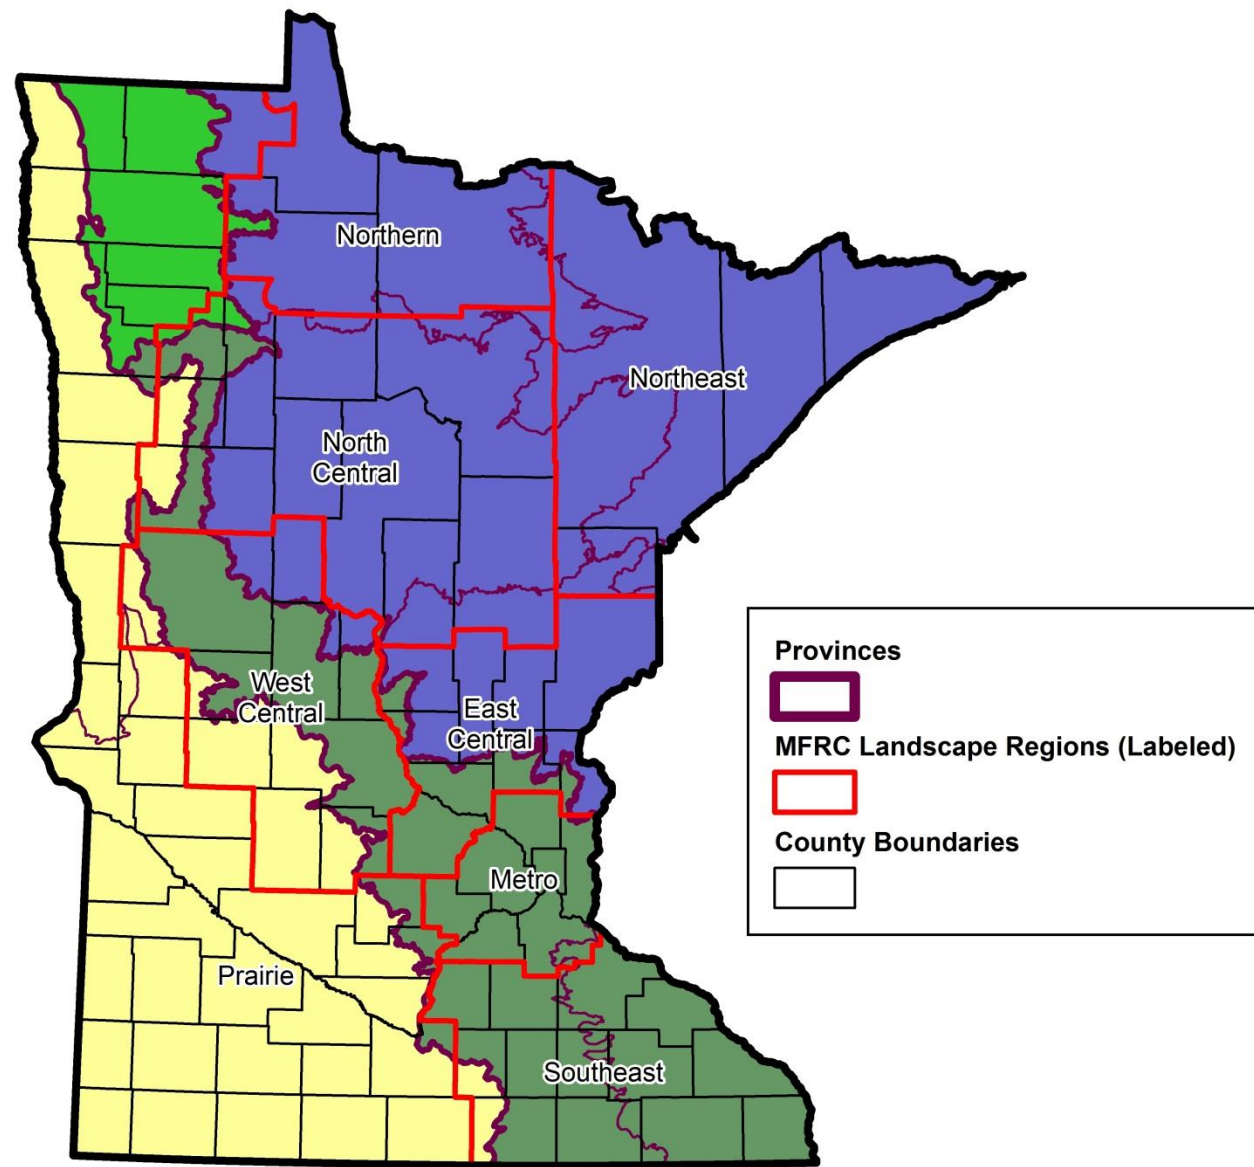 Northern
Northeast
North
Central
West
Central
East
Central
Metro
Prairie
Southeast
Provinces
MFRC Landscape Regions (Labeled)
County Boundaries